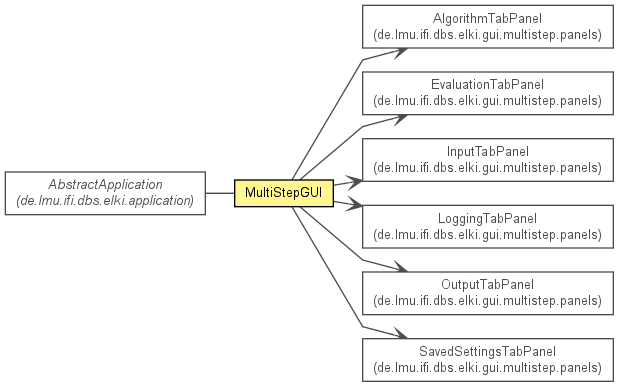 AlgorithmTabPanel
(de.lmu.ifi.dbs.elki.gui.multistep.panels)
EvaluationTabPanel
(de.lmu.ifi.dbs.elki.gui.multistep.panels)
InputTabPanel
(de.lmu.ifi.dbs.elki.gui.multistep.panels)
AbstractApplication
(de.lmu.ifi.dbs.elki.application)
MultiStepGUI
LoggingTabPanel
(de.lmu.ifi.dbs.elki.gui.multistep.panels)
OutputTabPanel
(de.lmu.ifi.dbs.elki.gui.multistep.panels)
SavedSettingsTabPanel
(de.lmu.ifi.dbs.elki.gui.multistep.panels)